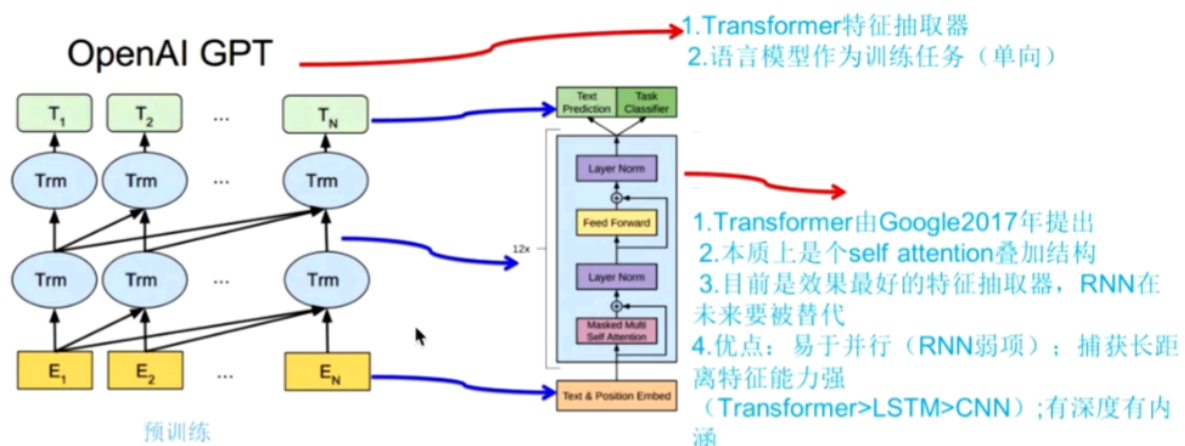 OpenAI GPT
1.Transformer特征抽取器
2.语言模型作为训练任务（单向）
T1
T2
...
TN
Trm
Trm
...
Trm
Trm
Trm
...
Trm
E1
E2
...
EN
预训练
Text
Prediction
Task
Classifier
Layer Norm
Feed Forward
12x
Layer Norm
Masked Multi
Self Attention
Text & Position Embed
1.Transformer由Google2017年提出
2.本质上是个self attention叠加结构
3.目前是效果最好的特征抽取器，RNN在
未来要被替代
4.优点：易于并行（RNN弱项）；捕获长距
离特征能力强
（Transformer>LSTM>CNN）;有深度有内
涵